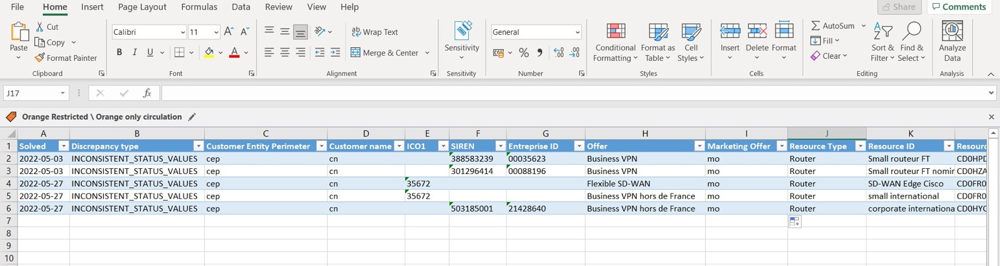 File Home Insert Page Layout Formulas Data Review View Help Share Comments
Cut
Copy
Format Painter
Paste
Clipboard
Calibri 11 A^ A˅
B I U A
Font
ab Wrap Text
Merge & Center
Alignment
Sensitivity
Sensitivity
General
% , .00
Number
Conditional Formatting
Format as Table
Cell Styles
Styles
Insert Delete Format
Cells
AutoSum
Fill
Clear
Sort & Filter
Find & Select
Editing
Analyze Data
Analysis
J17 fx
Orange Restricted \ Orange only circulation
A B C D E F G H I J K
1 Solved Discrepancy type Customer Entity Perimeter Customer name ICO1 SIREN Entreprise ID Offer Marketing Offer Resource Type Resource ID Resourc
2 2022-05-03 INCONSISTENT_STATUS_VALUES cep cn 388583239 00035623 Business VPN mo Router Small routeur FT CD0HPD
3 2022-05-03 INCONSISTENT_STATUS_VALUES cep cn 301296414 00088196 Business VPN mo Router Small routeur FT nomin CD0HZA
4 2022-05-27 INCONSISTENT_STATUS_VALUES cep cn 35672 Flexible SD-WAN mo Router SD-WAN Edge Cisco CD0FR0
5 2022-05-27 INCONSISTENT_STATUS_VALUES cep cn 35672 Business VPN hors de France mo Router small international CD0FR0
6 2022-05-27 INCONSISTENT_STATUS_VALUES cep cn 503185001 21428640 Business VPN hors de France mo Router corporate internationa CD0HYC
7
8
9
10